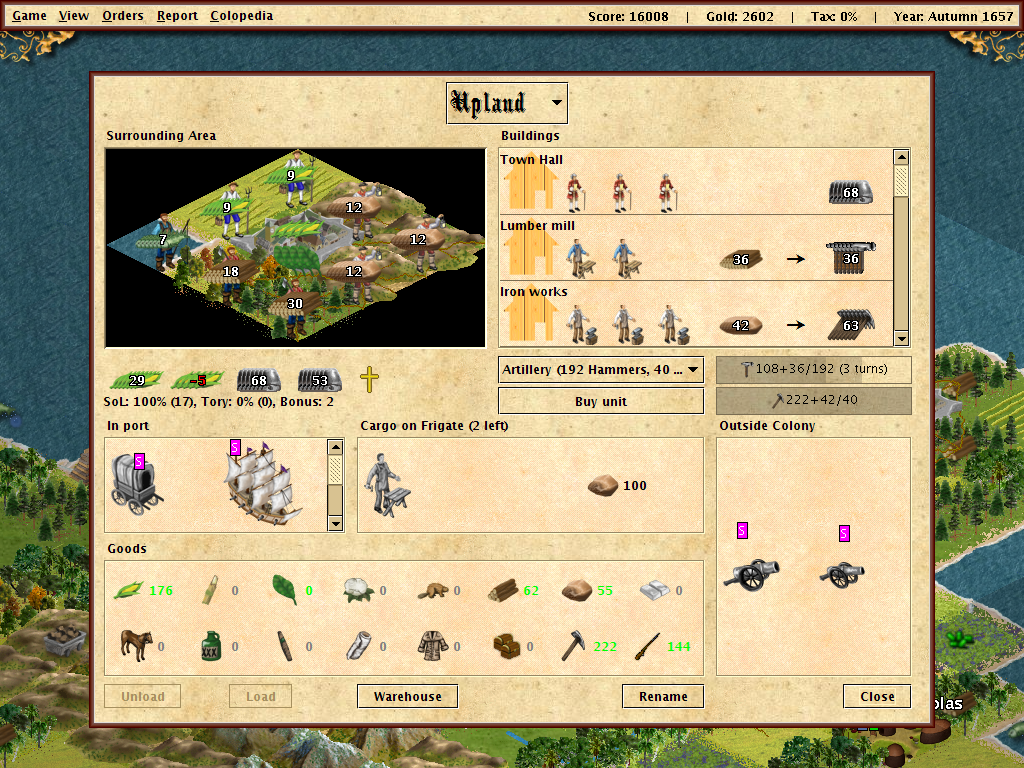 Game View Orders Report Colopedia Score: 16008 | Gold: 2602 | Tax: 0% | Year: Autumn 1657
Upland
Surrounding Area
Buildings
9
9
12
7
12
18
12
30
Town Hall
68
Lumber mill
36
36
Iron works
42
63
29 -5 68 53
SoL: 100% (17), Tory: 0% (0), Bonus: 2
Artillery (192 Hammers, 40 ...
108+36/192 (3 turns)
Buy unit
222+42/40
In port
Cargo on Frigate (2 left)
Outside Colony
S
S
100
S
S
Goods
176 0 0 0 0 62 55 0
0 0 0 0 0 0 222 144
Unload Load Warehouse Rename Close
olas